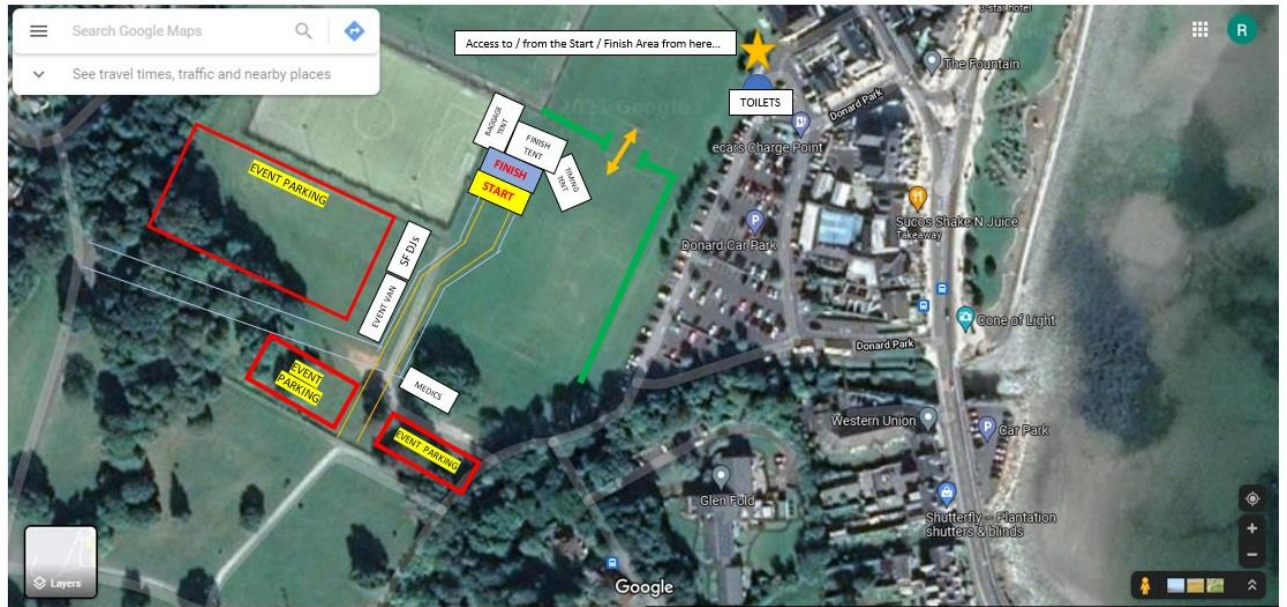 Search Google Maps
See travel times, traffic and nearby places
Access to / from the Start / Finish Area from here...
5-star hotel
R
The Fountain
TOILETS
Donard Park
ecars Charge Point
BAGGAGE
TENT
FINISH
TENT
TIMING
TENT
FINISH
START
EVENT PARKING
SF DJs
EVENT VAN
Sucos Shake N Juice
Takeaway
Donard Car Park
Cone of Light
Donard Park
EVENT
PARKING
MEDICS
EVENT PARKING
Western Union
Car Park
Glen Fold
Shutterfly – Plantation
shutters & blinds
Layers
Google